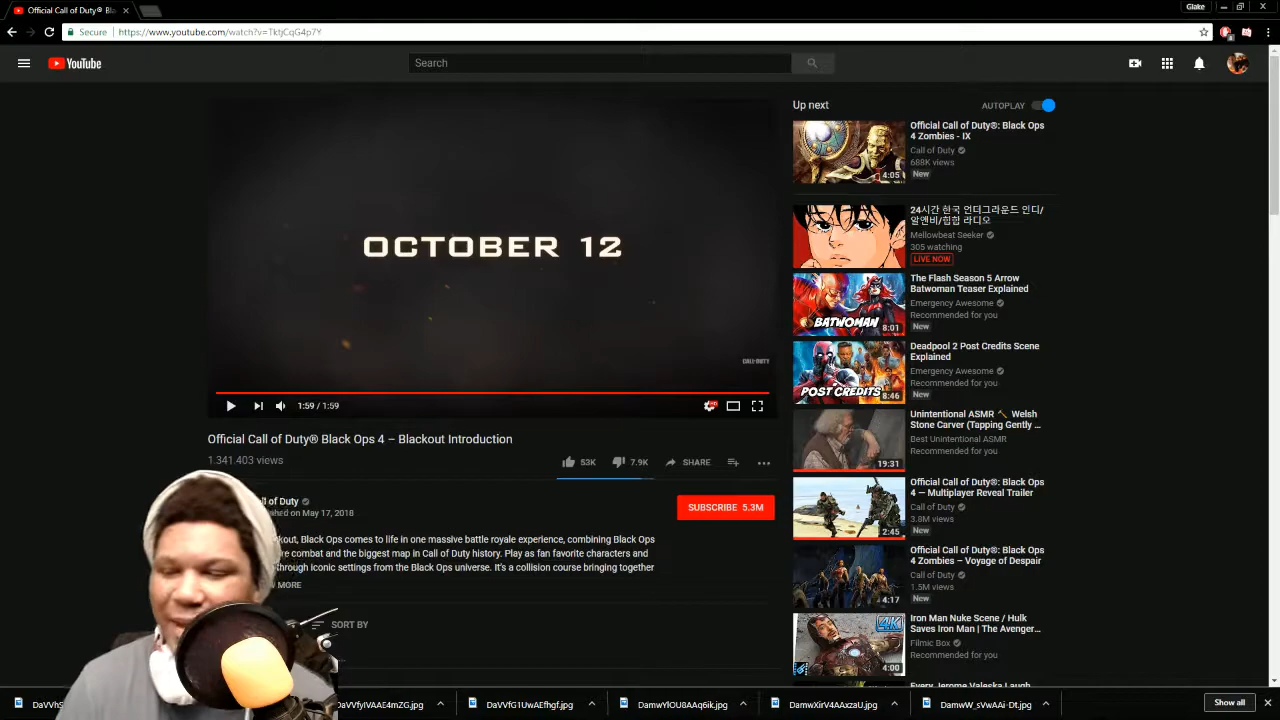 Official Call of Duty® Bla
Glake
Secure
https://www.youtube.com/watch?v=TktjCqG4p7Y
YouTube
Search
OCTOBER 12
CALL OF DUTY
1:59 / 1:59
Official Call of Duty® Black Ops 4 – Blackout Introduction
1.341.403 views
53K
7.9K
SHARE
ll of Duty
shed on May 17, 2018
SUBSCRIBE 5.3M
kout, Black Ops comes to life in one massive battle royale experience, combining Black Ops
re combat and the biggest map in Call of Duty history. Play as fan favorite characters and
through iconic settings from the Black Ops universe. It's a collision course bringing together
MORE
SORT BY
Up next
AUTOPLAY
Official Call of Duty®: Black Ops
4 Zombies - IX
Call of Duty
688K views
New
4:05
24시간 한국 언더그라운드 인디/
알앤비/힙합 라디오
Mellowbeat Seeker
305 watching
LIVE NOW
The Flash Season 5 Arrow
Batwoman Teaser Explained
Emergency Awesome
Recommended for you
New
BATWOMAN
8:01
Deadpool 2 Post Credits Scene
Explained
Emergency Awesome
Recommended for you
New
POST CREDITS
8:46
Unintentional ASMR 🔨 Welsh
Stone Carver (Tapping Gently ...
Best Unintentional ASMR
Recommended for you
19:31
Official Call of Duty®: Black Ops
4 — Multiplayer Reveal Trailer
Call of Duty
3.8M views
New
2:45
Official Call of Duty®: Black Ops
4 Zombies – Voyage of Despair
Call of Duty
1.5M views
New
4:17
Iron Man Nuke Scene / Hulk
Saves Iron Man | The Avenger...
Filmic Box
Recommended for you
4K
4:00
Every Jerome Valeska Laugh
DaVVfyIVAAE4mZG.jpg
DaVVfG1UwAEfhgf.jpg
DamwYlOU8AAq6ik.jpg
DamwXirV4AAxzaU.jpg
DamwW_sVwAAi-Dt.jpg
Show all